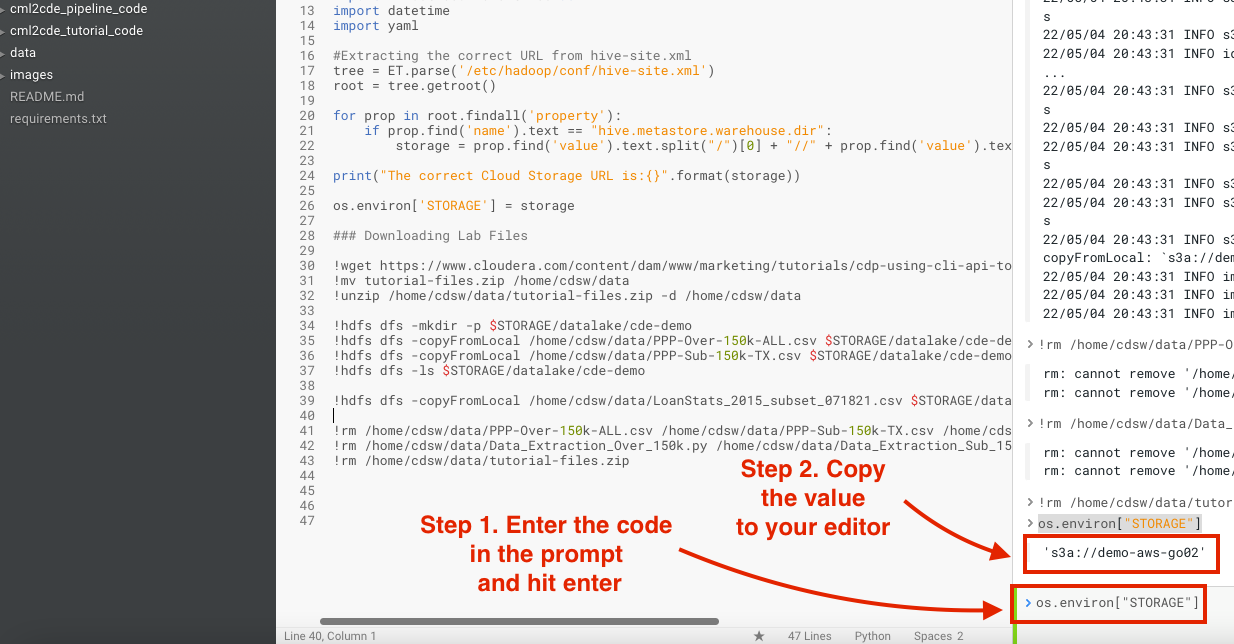 cml2cde_pipeline_code
cml2cde_tutorial_code
data
images
README.md
requirements.txt
13 import datetime
14 import yaml
15
16 #Extracting the correct URL from hive-site.xml
17 tree = ET.parse('/etc/hadoop/conf/hive-site.xml')
18 root = tree.getroot()
19
20 for prop in root.findall('property'):
21 if prop.find('name').text == "hive.metastore.warehouse.dir":
22 storage = prop.find('value').text.split("/")[0] + "//" + prop.find('value').tex
23
24 print("The correct Cloud Storage URL is:{}".format(storage))
25
26 os.environ['STORAGE'] = storage
27
28 ### Downloading Lab Files
29
30 !wget https://www.cloudera.com/content/dam/www/marketing/tutorials/cdp-using-cli-api-to
31 !mv tutorial-files.zip /home/cdsw/data
32 !unzip /home/cdsw/data/tutorial-files.zip -d /home/cdsw/data
33
34 !hdfs dfs -mkdir -p $STORAGE/datalake/cde-demo
35 !hdfs dfs -copyFromLocal /home/cdsw/data/PPP-Over-150k-ALL.csv $STORAGE/datalake/cde-de
36 !hdfs dfs -copyFromLocal /home/cdsw/data/PPP-Sub-150k-TX.csv $STORAGE/datalake/cde-demo
37 !hdfs dfs -ls $STORAGE/datalake/cde-demo
38
39 !hdfs dfs -copyFromLocal /home/cdsw/data/LoanStats_2015_subset_071821.csv $STORAGE/data
40
41 !rm /home/cdsw/data/PPP-Over-150k-ALL.csv /home/cdsw/data/PPP-Sub-150k-TX.csv /home/cds
42 !rm /home/cdsw/data/Data_Extraction_Over_150k.py /home/cdsw/data/Data_Extraction_Sub_15
43 !rm /home/cdsw/data/tutorial-files.zip
44
45
46
47
Step 1. Enter the code
in the prompt
and hit enter
Step 2. Copy
the value
to your editor
s
22/05/04 20:43:31 INFO s3
22/05/04 20:43:31 INFO io
...
22/05/04 20:43:31 INFO s3
s
22/05/04 20:43:31 INFO s3
22/05/04 20:43:31 INFO s3
s
22/05/04 20:43:31 INFO s3
22/05/04 20:43:31 INFO s3
s
22/05/04 20:43:31 INFO s3
copyFromLocal: `s3a://dem
22/05/04 20:43:31 INFO im
22/05/04 20:43:31 INFO im
22/05/04 20:43:31 INFO im
> !rm /home/cdsw/data/PPP-O
rm: cannot remove '/home/
rm: cannot remove '/home/
> !rm /home/cdsw/data/Data_
rm: cannot remove '/home/
rm: cannot remove '/home/
> !rm /home/cdsw/data/tutor
> os.environ["STORAGE"]
's3a://demo-aws-go02'
> os.environ["STORAGE"]
Line 40, Column 1
★ 47 Lines Python Spaces 2